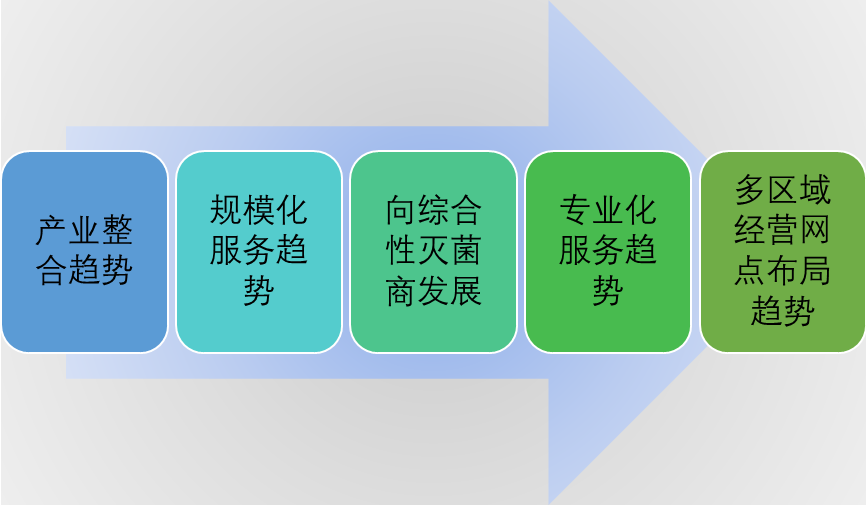 产业整
合趋势
规模化
服务趋
势
向综合
性灭菌
商发展
专业化
服务趋
势
多区域
经营网
点布局
趋势